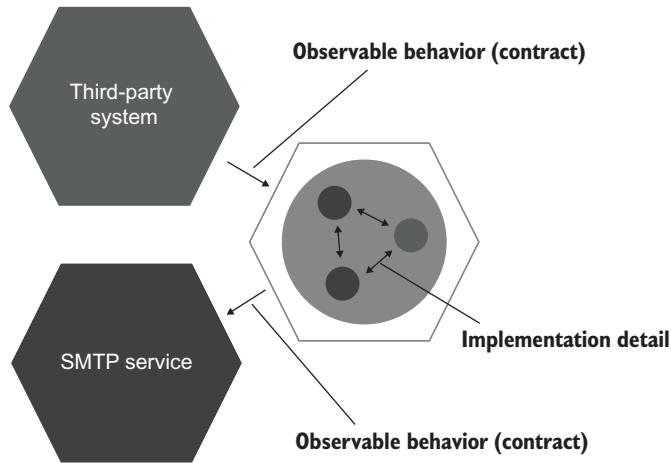 Observable behavior (contract)
Third-party
system
Implementation detail
SMTP service
Observable behavior (contract)